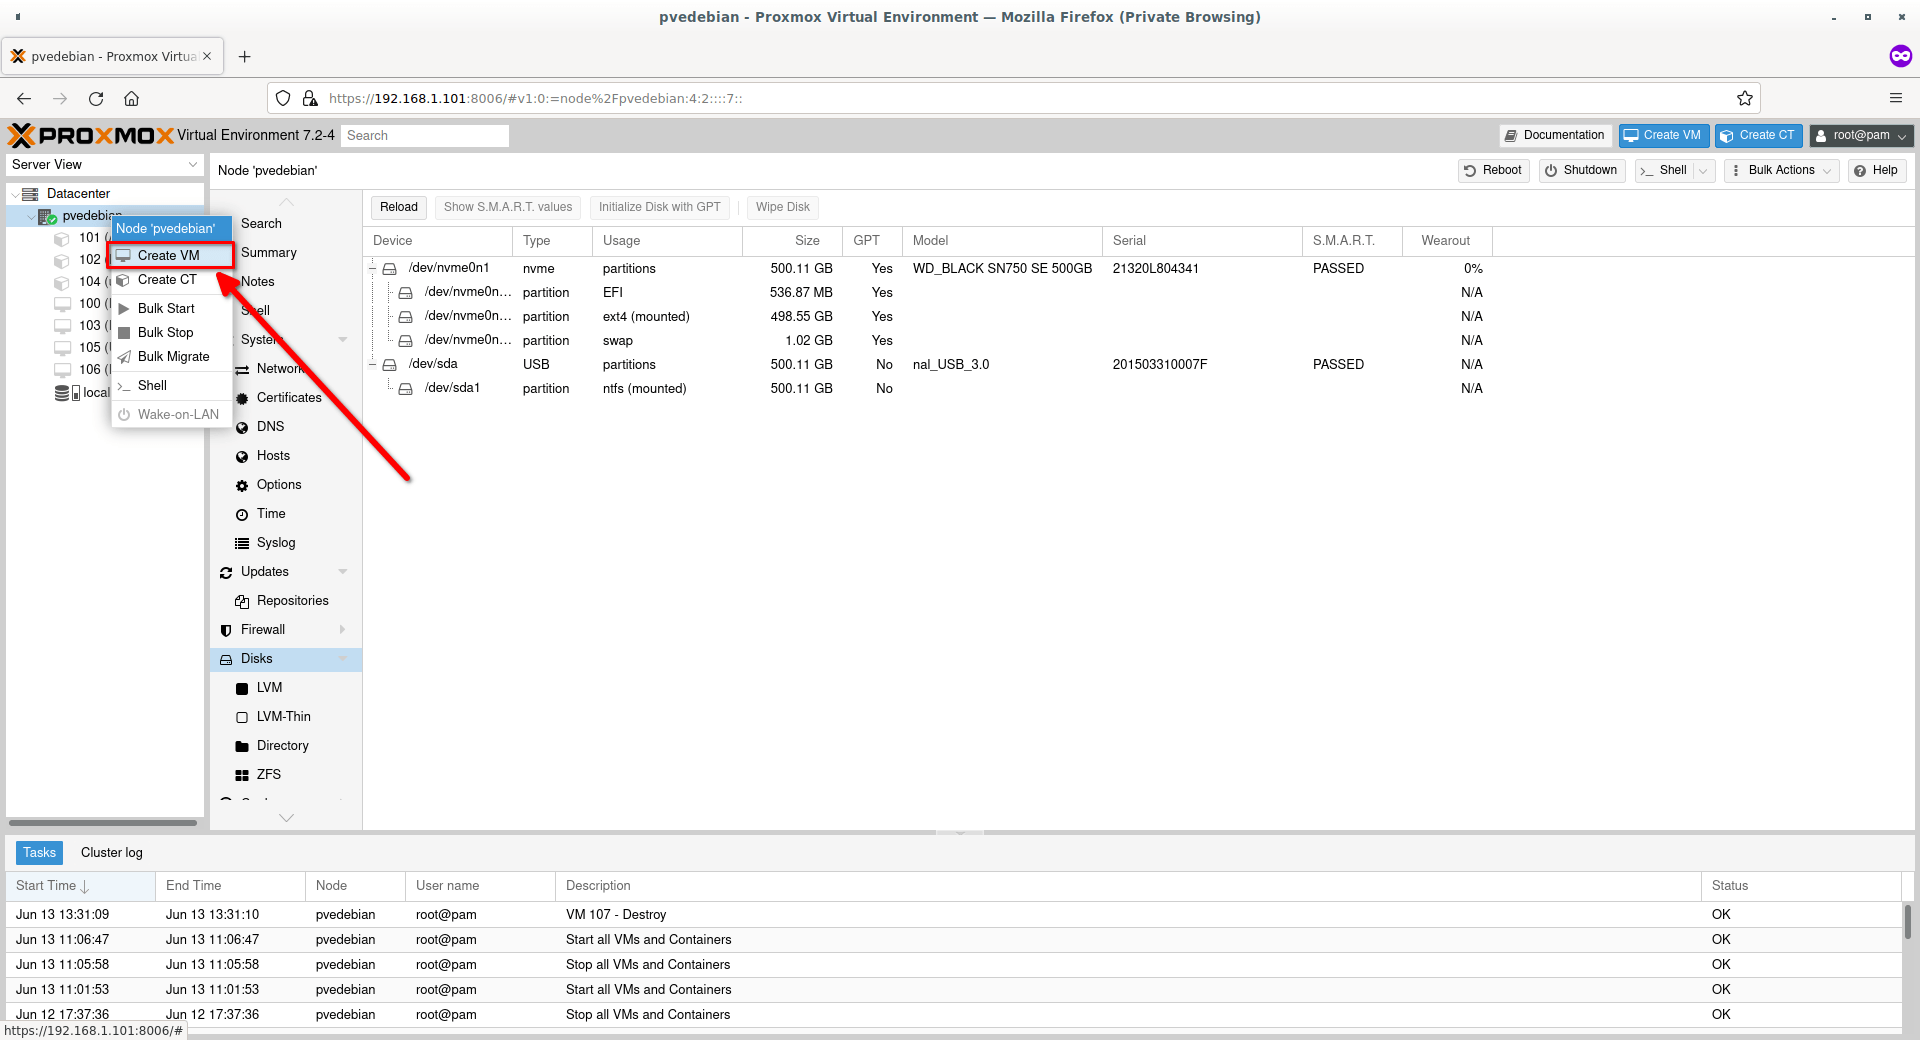 pvedebian - Proxmox Virtual Environment — Mozilla Firefox (Private Browsing)
pvedebian - Proxmox Virtua
https://192.168.1.101:8006/#v1:0:=node%2Fpvedebian:4:2::::7::
PROXMOX Virtual Environment 7.2-4 Search Documentation Create VM Create CT root@pam
Server View
Node 'pvedebian' Reboot Shutdown Shell Bulk Actions Help
Datacenter
pvedebian
101
102
104
100
103
105
106
local
Node 'pvedebian'
Create VM
Create CT
Bulk Start
Bulk Stop
Bulk Migrate
Shell
Wake-on-LAN
Search
Summary
Notes
Shell
System
Network
Certificates
DNS
Hosts
Options
Time
Syslog
Updates
Repositories
Firewall
Disks
LVM
LVM-Thin
Directory
ZFS
Reload Show S.M.A.R.T. values Initialize Disk with GPT Wipe Disk
Device Type Usage Size GPT Model Serial S.M.A.R.T. Wearout
/dev/nvme0n1 nvme partitions 500.11 GB Yes WD_BLACK SN750 SE 500GB 21320L804341 PASSED 0%
/dev/nvme0n... partition EFI 536.87 MB Yes N/A
/dev/nvme0n... partition ext4 (mounted) 498.55 GB Yes N/A
/dev/nvme0n... partition swap 1.02 GB Yes N/A
/dev/sda USB partitions 500.11 GB No nal_USB_3.0 201503310007F PASSED N/A
/dev/sda1 partition ntfs (mounted) 500.11 GB No N/A
Tasks Cluster log
Start Time End Time Node User name Description Status
Jun 13 13:31:09 Jun 13 13:31:10 pvedebian root@pam VM 107 - Destroy OK
Jun 13 11:06:47 Jun 13 11:06:47 pvedebian root@pam Start all VMs and Containers OK
Jun 13 11:05:58 Jun 13 11:05:58 pvedebian root@pam Stop all VMs and Containers OK
Jun 13 11:01:53 Jun 13 11:01:53 pvedebian root@pam Start all VMs and Containers OK
Jun 12 17:37:36 Jun 12 17:37:36 pvedebian root@pam Stop all VMs and Containers OK
https://192.168.1.101:8006/#